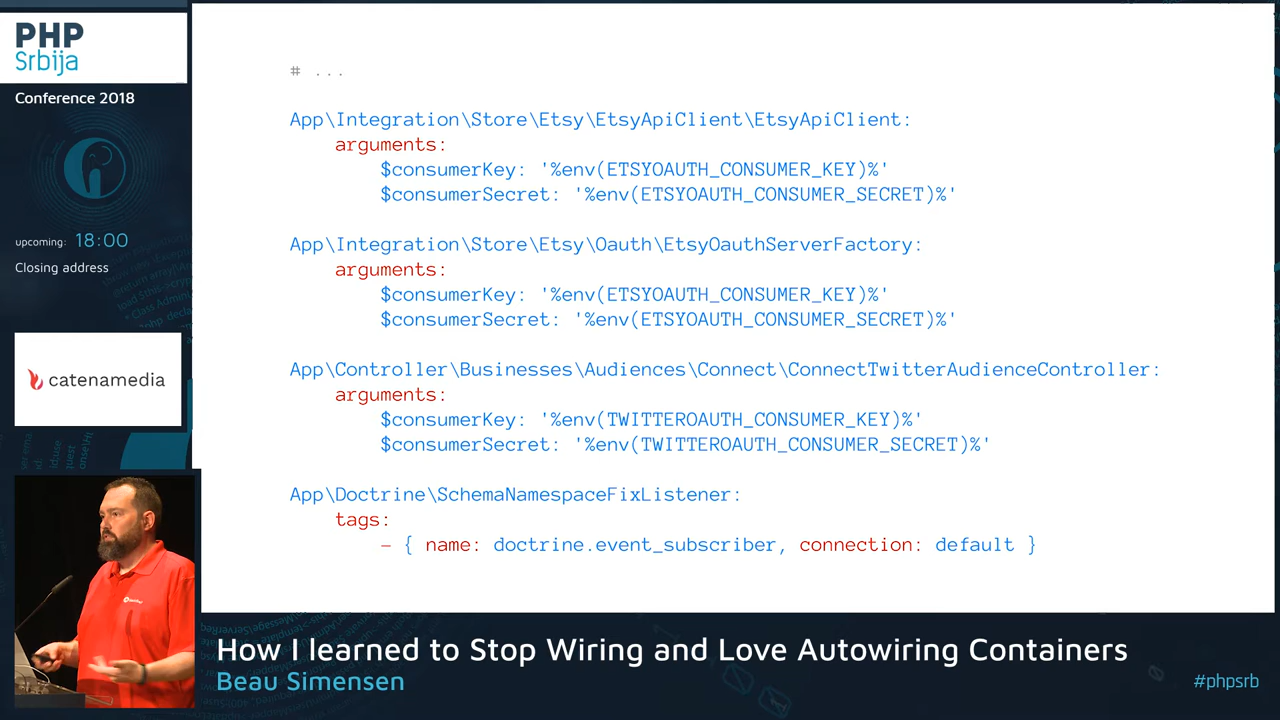 PHP
Srbija
Conference 2018
upcoming: 18:00
Closing address
catenamedia
# ...
App\Integration\Store\Etsy\EtsyApiClient\EtsyApiClient:
arguments:
$consumerKey: '%env(ETSYOAUTH_CONSUMER_KEY)%'
$consumerSecret: '%env(ETSYOAUTH_CONSUMER_SECRET)%'
App\Integration\Store\Etsy\Oauth\EtsyOauthServerFactory:
arguments:
$consumerKey: '%env(ETSYOAUTH_CONSUMER_KEY)%'
$consumerSecret: '%env(ETSYOAUTH_CONSUMER_SECRET)%'
App\Controller\Businesses\Audiences\Connect\ConnectTwitterAudienceController:
arguments:
$consumerKey: '%env(TWITTEROAUTH_CONSUMER_KEY)%'
$consumerSecret: '%env(TWITTEROAUTH_CONSUMER_SECRET)%'
App\Doctrine\SchemaNamespaceFixListener:
tags:
- { name: doctrine.event_subscriber, connection: default }
How I learned to Stop Wiring and Love Autowiring Containers
Beau Simensen
#phpsrb